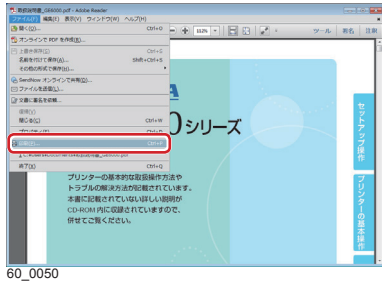 取扱説明書_GE6000.pdf - Adobe Reader
ファイル(F) 編集(E) 表示(V) ウィンドウ(W) ヘルプ(H)
開く(O)... Ctrl+O
オンラインで PDF を作成(R)...
112%
ツール 署名 注釈
上書き保存(S) Ctrl+S
名前を付けて保存(A)... Shift+Ctrl+S
その他の形式で保存(H)...
SendNow オンラインで共有(D)...
ファイルを送信(L)...
文書に署名を依頼...
復帰(V)
閉じる(C) Ctrl+W
Ctrl+D
印刷(P)... Ctrl+P
終了(X) Ctrl+Q
0シリーズ
プリンターの基本的な取扱操作方法や
トラブルの解決方法が記載されています。
本書に記載されていない詳しい説明が
CD-ROM 内に収録されていますので、
併せてご覧ください。
セットアップ操作
プリンターの基本操作
60_0050